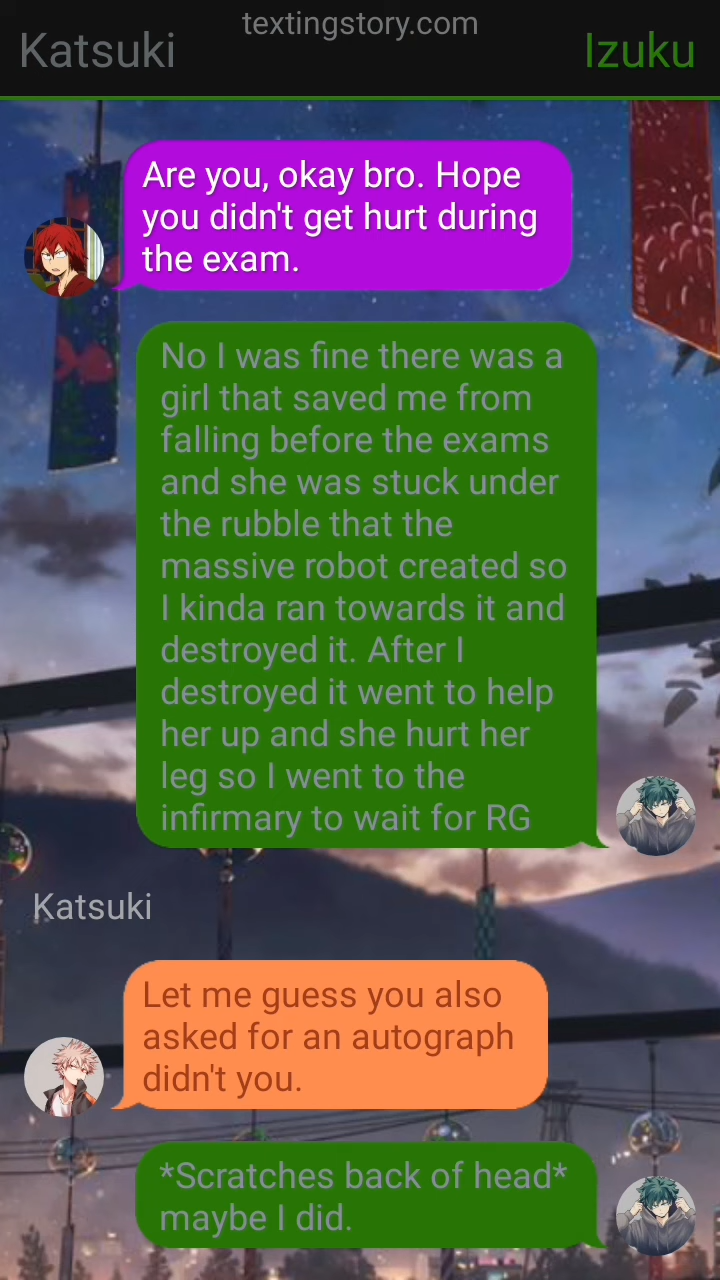 textingstory.com
Katsuki
Izuku
Are you, okay bro. Hope
you didn't get hurt during
the exam.
No I was fine there was a
girl that saved me from
falling before the exams
and she was stuck under
the rubble that the
massive robot created so
I kinda ran towards it and
destroyed it. After I
destroyed it went to help
her up and she hurt her
leg so I went to the
infirmary to wait for RG
Katsuki
Let me guess you also
asked for an autograph
didn't you.
*Scratches back of head*
maybe I did.